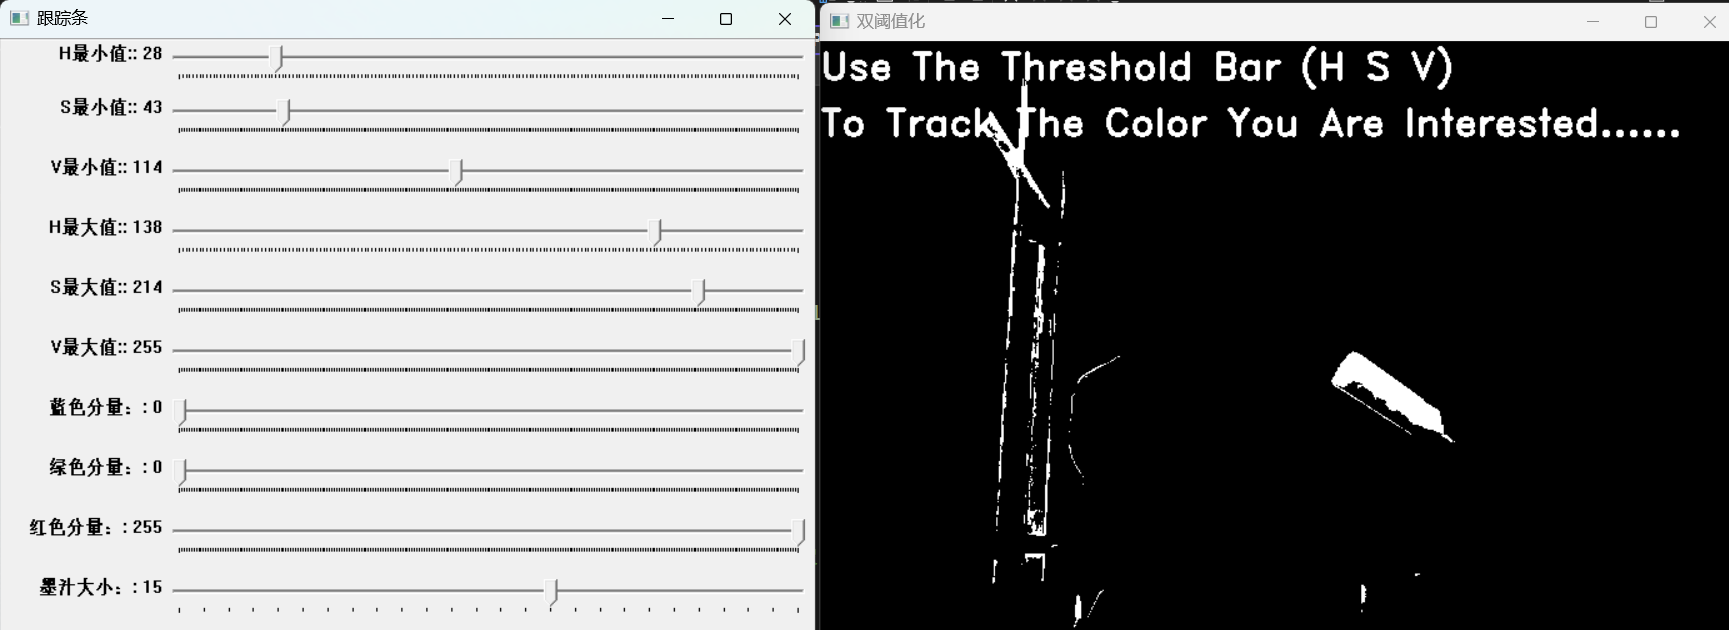 跟踪条
H最小值:: 28
S最小值:: 43
V最小值:: 114
H最大值:: 138
S最大值:: 214
V最大值:: 255
蓝色分量：: 0
绿色分量：: 0
红色分量：: 255
墨汁大小：: 15
双阈值化
Use The Threshold Bar (H S V)
To Track The Color You Are Interested......